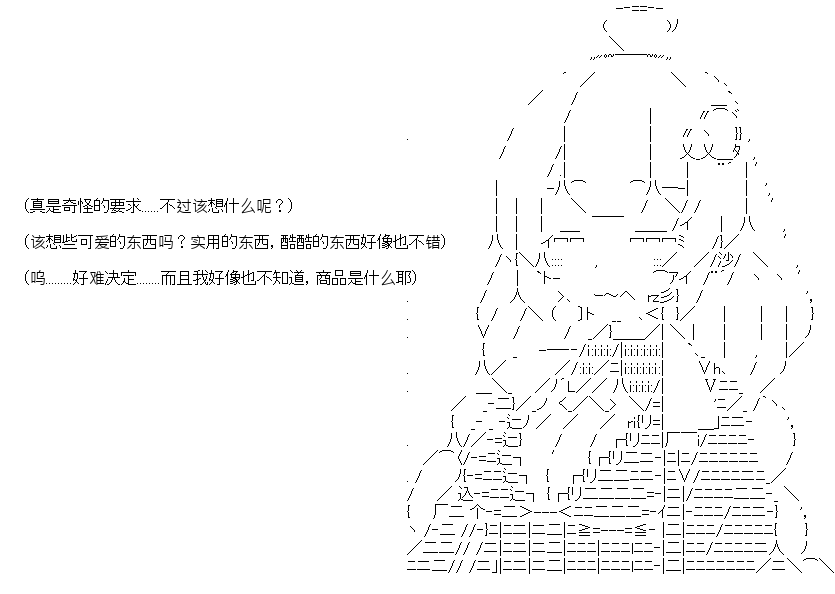 (真是奇怪的要求......不过该想什么呢？)
(该想些可爱的东西吗？实用的东西, 酷酷的东西好像也不错)
(呜........好难决定........而且我好像也不知道, 商品是什么耶)